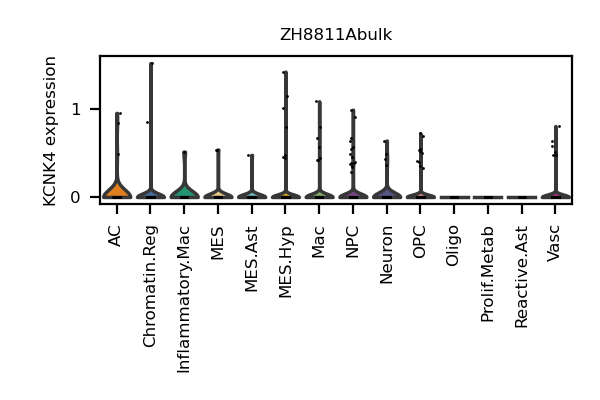 ZH8811Abulk
KCNK4 expression
1
0
AC
Chromatin.Reg
Inflammatory.Mac
MES
MES.Ast
MES.Hyp
Mac
NPC
Neuron
OPC
Oligo
Prolif.Metab
Reactive.Ast
Vasc